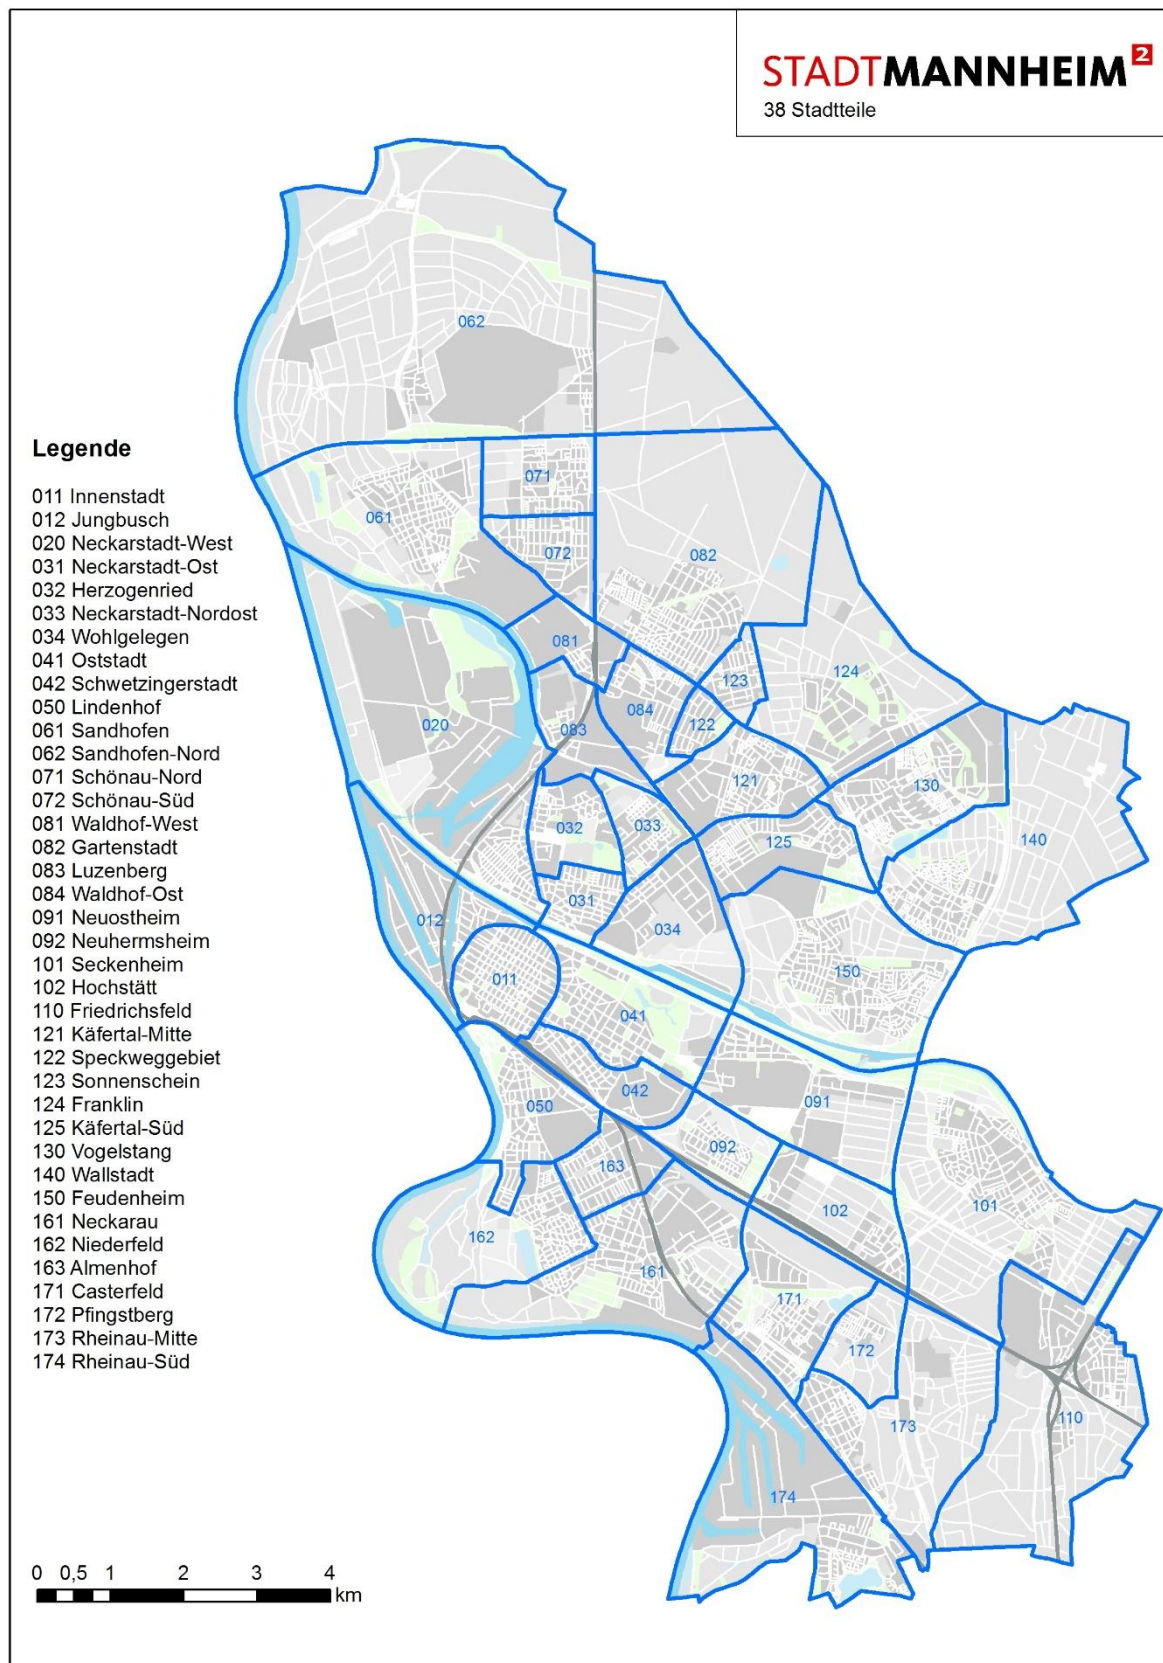 STADTMANNHEIM²
38 Stadtteile
062
Legende
011 Innenstadt
012 Jungbusch
020 Neckarstadt-West
031 Neckarstadt-Ost
032 Herzogenried
033 Neckarstadt-Nordost
034 Wohlgelegen
041 Oststadt
042 Schwetzingerstadt
050 Lindenhof
061 Sandhofen
062 Sandhofen-Nord
071 Schönau-Nord
072 Schönau-Süd
081 Waldhof-West
082 Gartenstadt
083 Luzenberg
084 Waldhof-Ost
091 Neuostheim
092 Neuhermsheim
101 Seckenheim
102 Hochstätt
110 Friedrichsfeld
121 Käfertal-Mitte
122 Speckweggebiet
123 Sonnenschein
124 Franklin
125 Käfertal-Süd
130 Vogelstang
140 Wallstadt
150 Feudenheim
161 Neckarau
162 Niederfeld
163 Almenhof
171 Casterfeld
172 Pfingstberg
173 Rheinau-Mitte
174 Rheinau-Süd
071
061
072
082
081
123
124
084
020
122
083
121
130
032
033
125
140
031
012
034
150
011
041
042
050
091
092
163
101
102
162
161
171
172
110
173
174
0 0,5 1 2 3 4
km